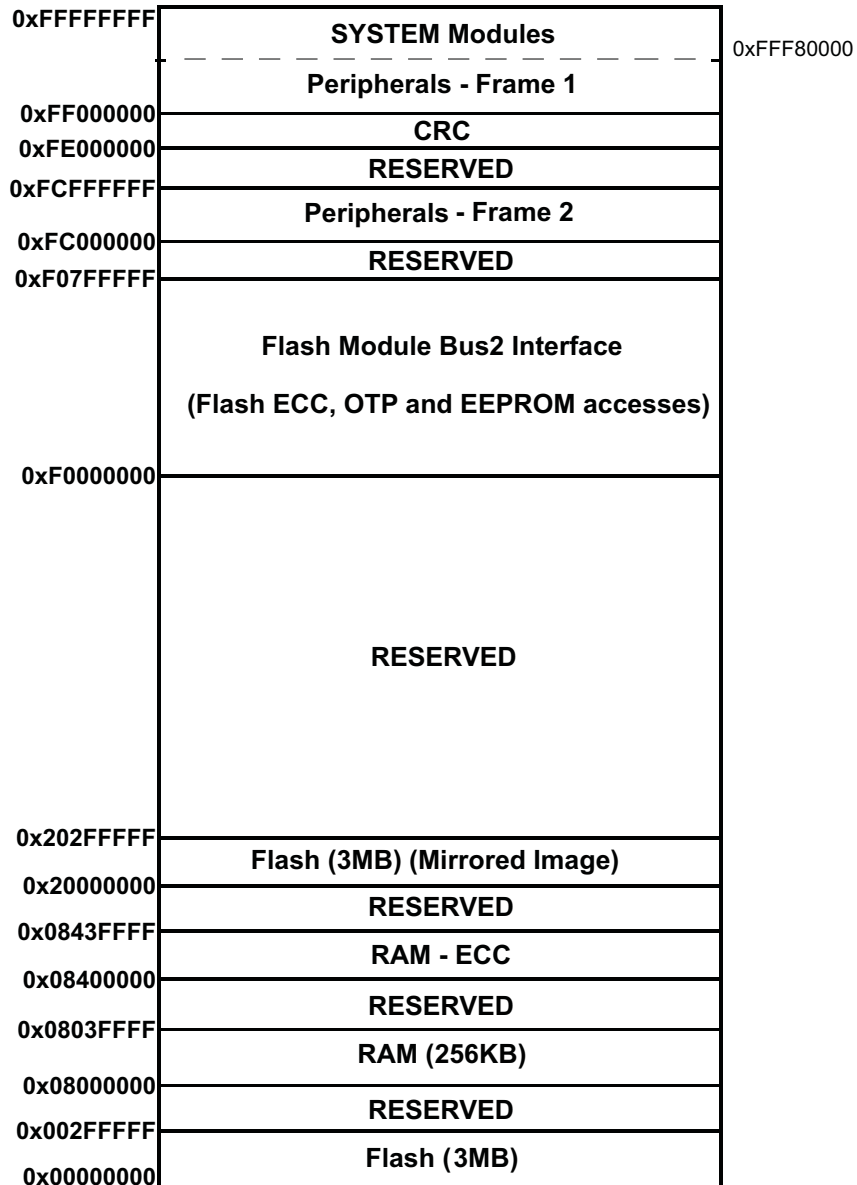 0xFFFFFFFF
SYSTEM Modules
0xFFF80000
Peripherals - Frame 1
0xFF000000
CRC
0xFE000000
RESERVED
0xFCFFFFFF
Peripherals - Frame 2
0xFC000000
RESERVED
0xF07FFFFF
Flash Module Bus2 Interface
(Flash ECC, OTP and EEPROM accesses)
0xF0000000
RESERVED
0x202FFFFF
Flash (3MB) (Mirrored Image)
0x20000000
RESERVED
0x0843FFFF
RAM - ECC
0x08400000
RESERVED
0x0803FFFF
RAM (256KB)
0x08000000
RESERVED
0x002FFFFF
Flash (3MB)
0x00000000